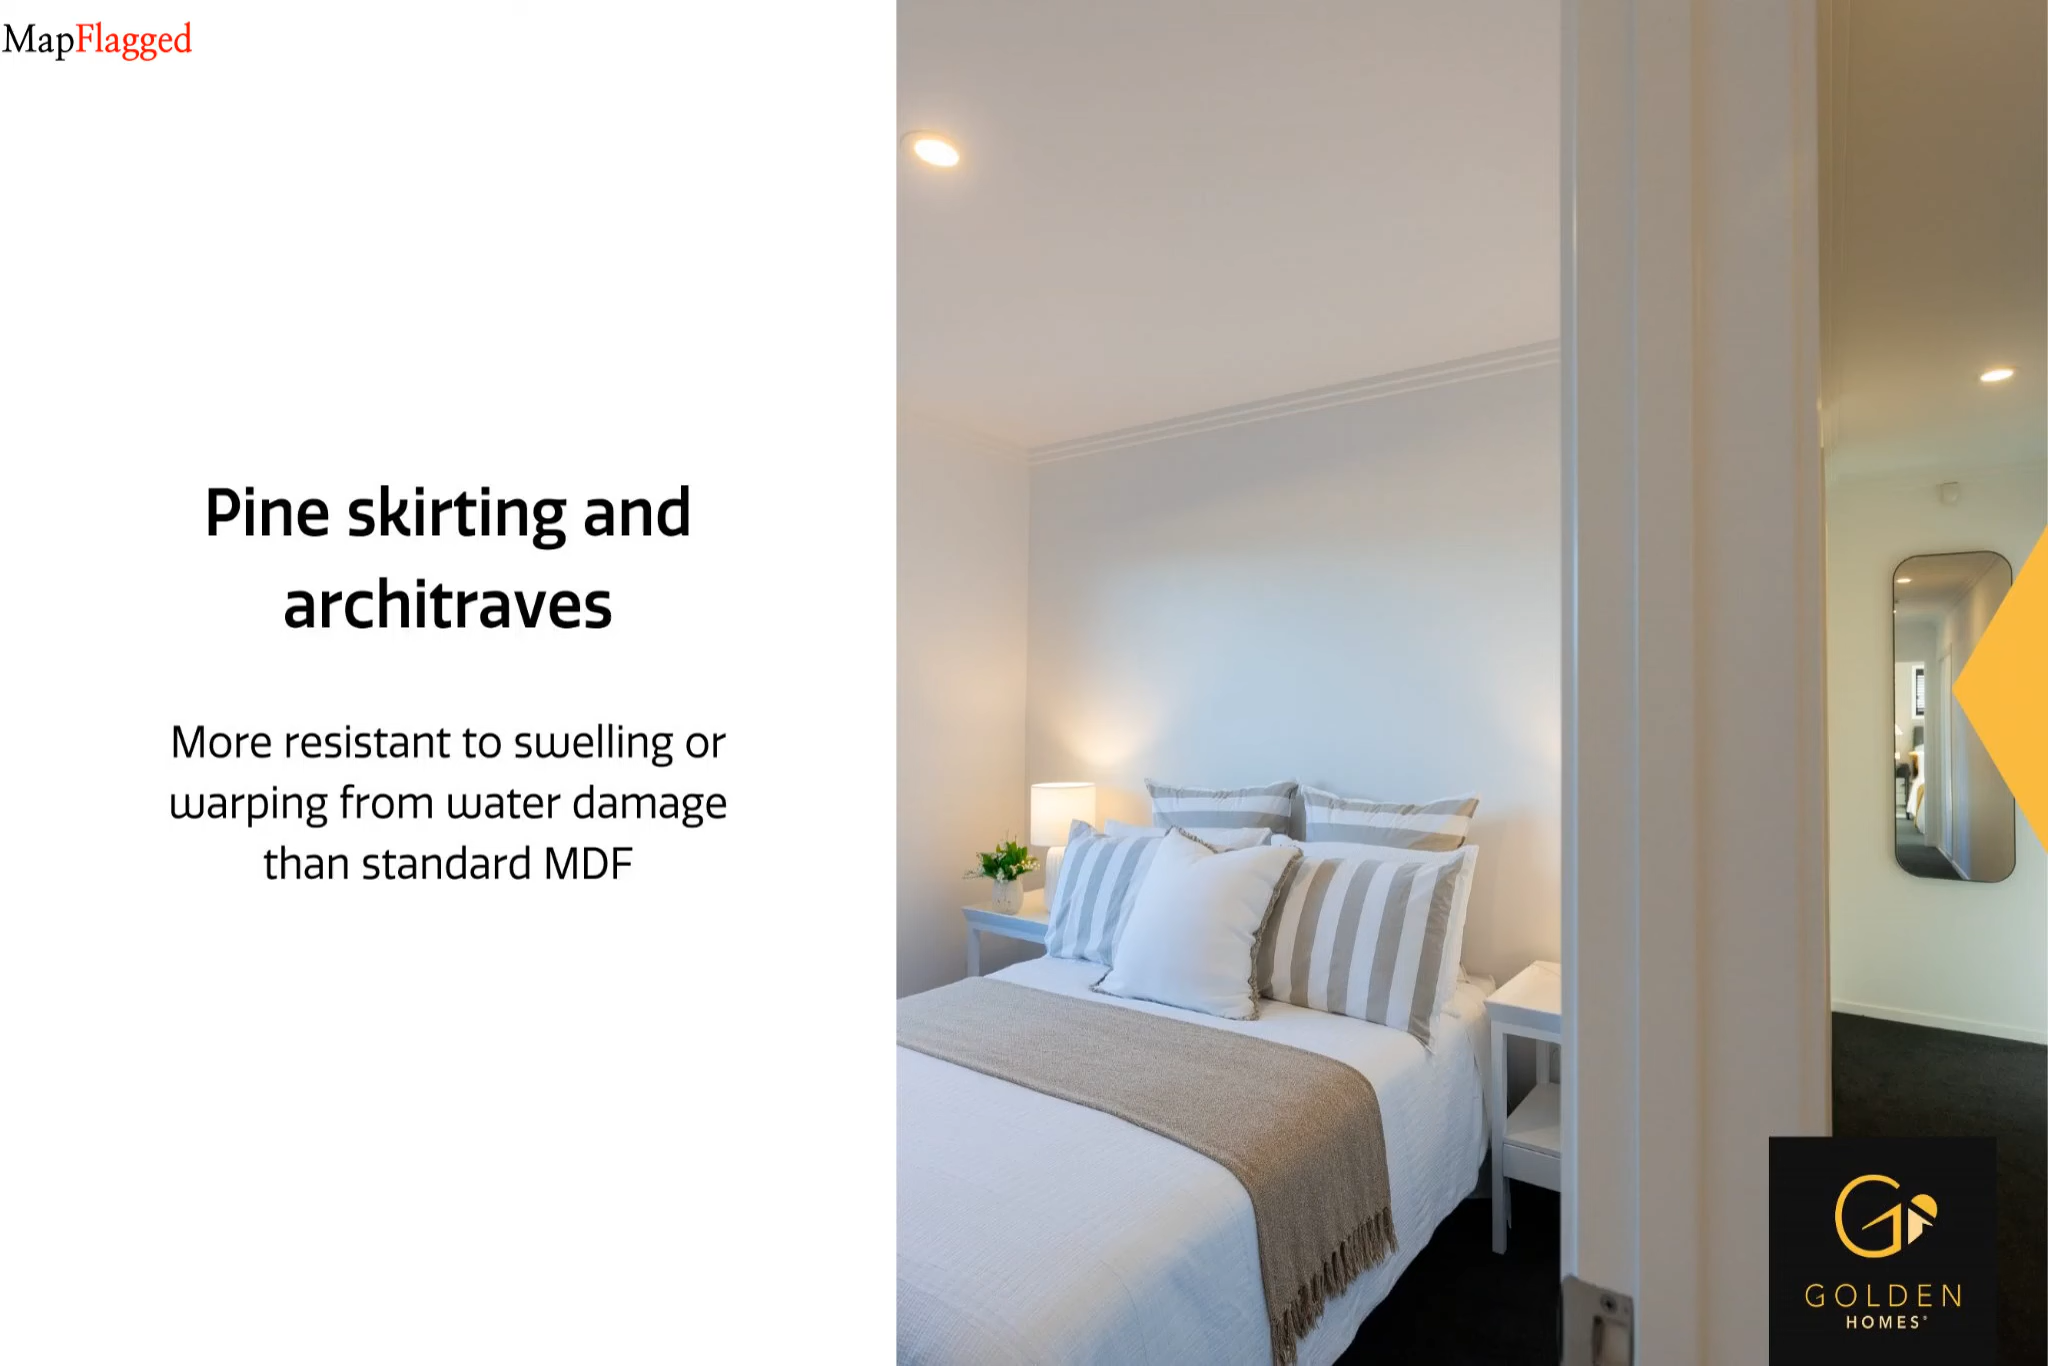 MapFlagged
Pine skirting and
architraves
More resistant to swelling or
warping from water damage
than standard MDF
GOLDEN
HOMES®